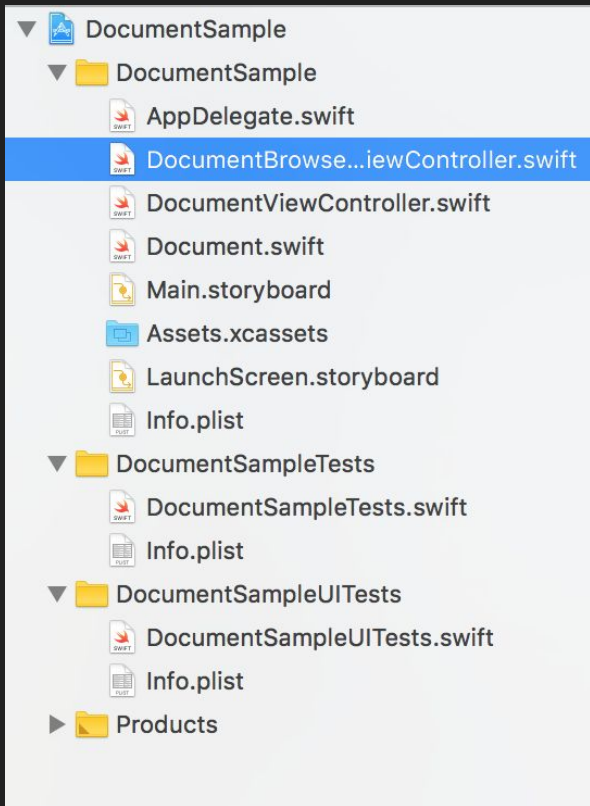 DocumentSample
DocumentSample
AppDelegate.swift
DocumentBrowse...iewController.swift
DocumentViewController.swift
Document.swift
Main.storyboard
Assets.xcassets
LaunchScreen.storyboard
Info.plist
DocumentSampleTests
DocumentSampleTests.swift
Info.plist
DocumentSampleUITests
DocumentSampleUITests.swift
Info.plist
Products